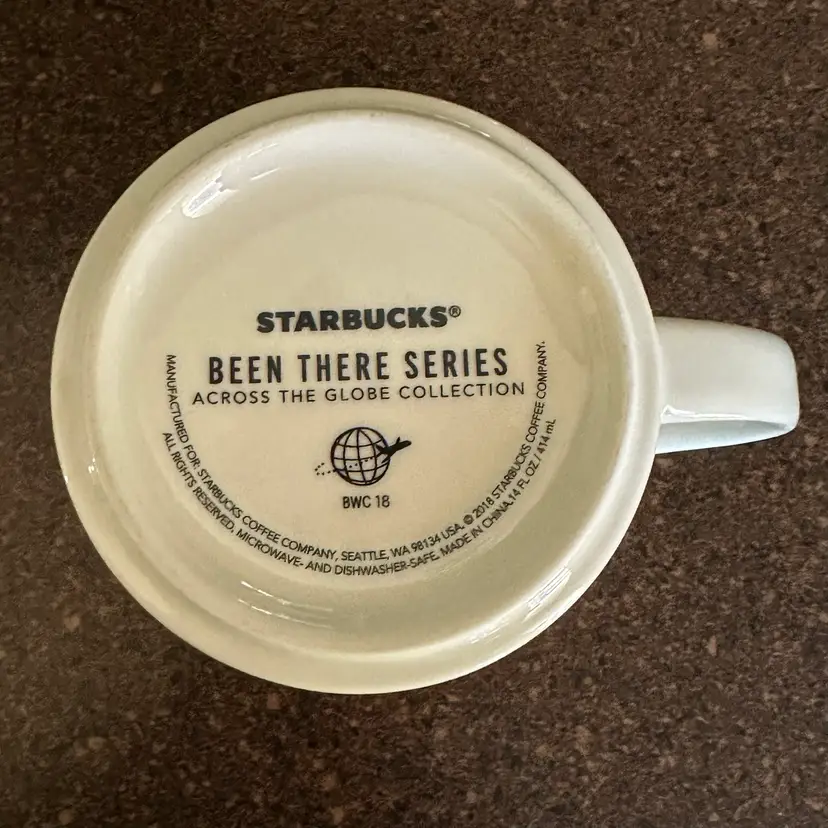 STARBUCKS®
BEEN THERE SERIES
ACROSS THE GLOBE COLLECTION
BWC 18
MANUFACTURED FOR: STARBUCKS COFFEE COMPANY, SEATTLE, WA 98134 USA. © 2018 STARBUCKS COFFEE COMPANY.
ALL RIGHTS RESERVED. MICROWAVE- AND DISHWASHER-SAFE. MADE IN CHINA.14 FL OZ / 414 mL